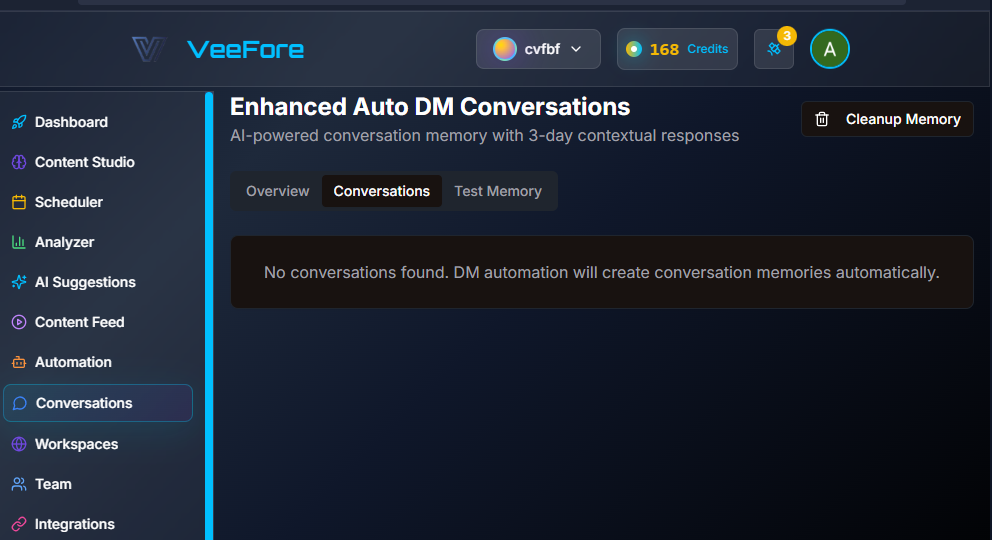 VeeFore
cvfbf
168 Credits
3
A
Dashboard
Content Studio
Scheduler
Analyzer
AI Suggestions
Content Feed
Automation
Conversations
Workspaces
Team
Integrations
Enhanced Auto DM Conversations
AI-powered conversation memory with 3-day contextual responses
Cleanup Memory
Overview Conversations Test Memory
No conversations found. DM automation will create conversation memories automatically.